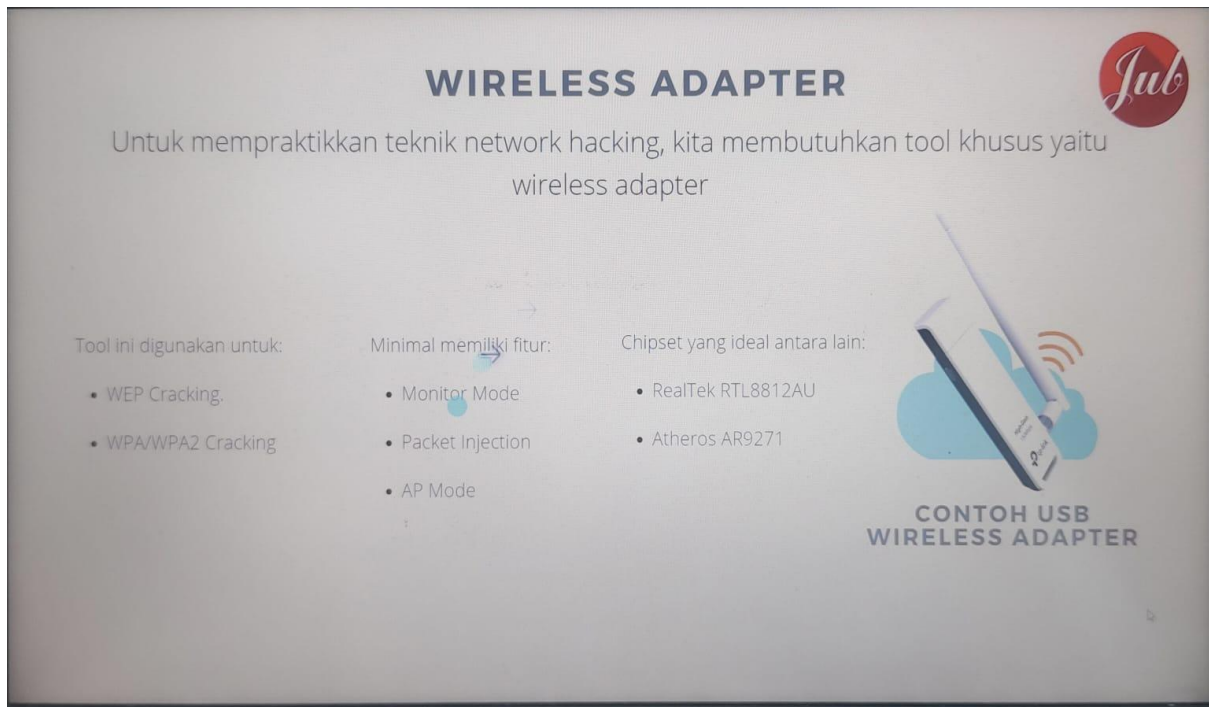 WIRELESS ADAPTER
Jub
Untuk mempraktikkan teknik network hacking, kita membutuhkan tool khusus yaitu
wireless adapter
Tool ini digunakan untuk:
• WEP Cracking.
• WPA/WPA2 Cracking
Minimal memiliki fitur:
• Monitor Mode
• Packet Injection
• AP Mode
Chipset yang ideal antara lain:
• RealTek RTL8812AU
• Atheros AR9271
tp-link
CONTOH USB
WIRELESS ADAPTER